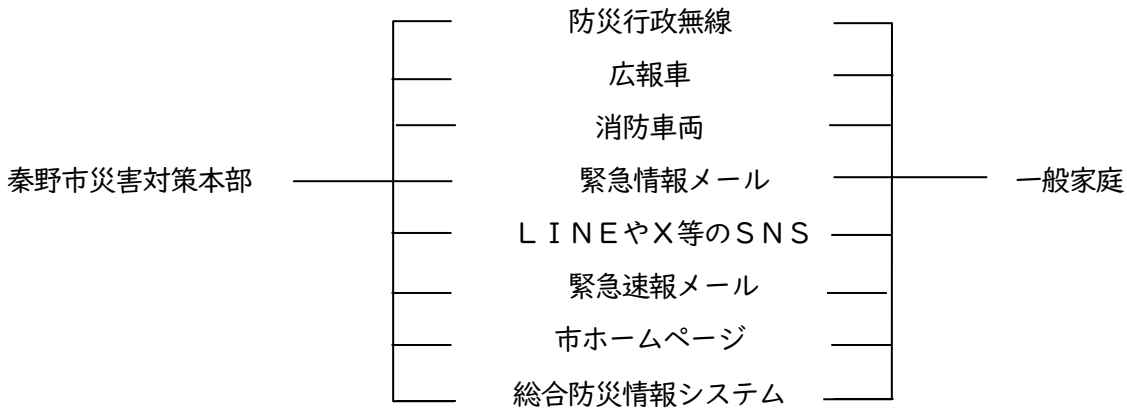 防災行政無線
広報車
消防車両
秦野市災害対策本部
緊急情報メール
一般家庭
ＬＩＮＥやＸ等のＳＮＳ
緊急速報メール
市ホームページ
総合防災情報システム